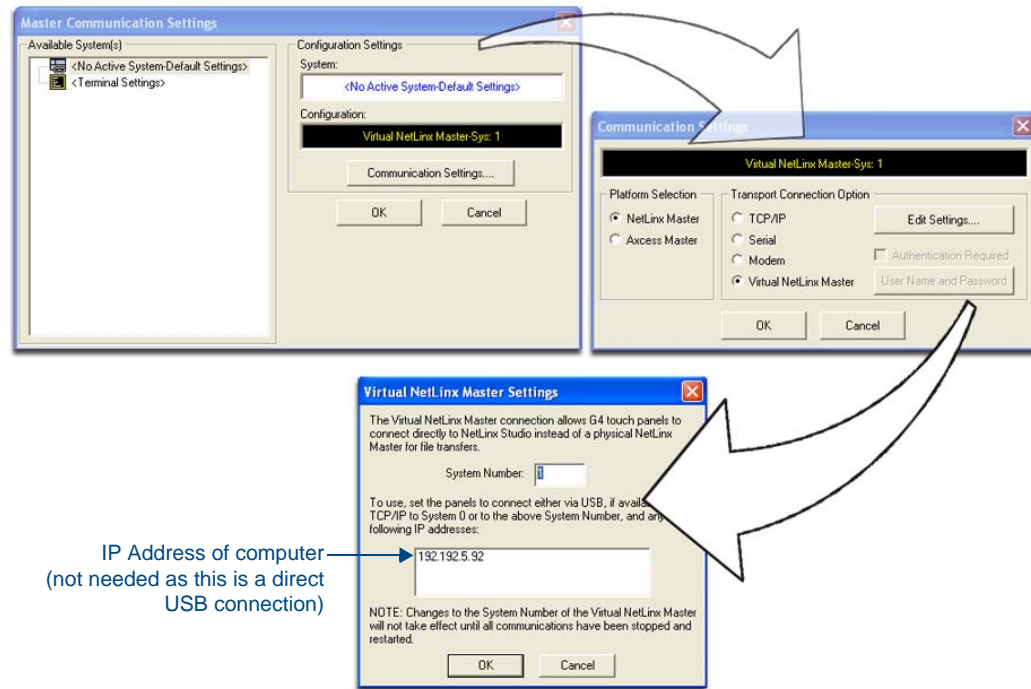 Master Communication Settings
Available System(s)
<No Active System-Default Settings>
<Terminal Settings>
Configuration Settings
System:
<No Active System-Default Settings>
Configuration:
Virtual NetLinx Master-Sys: 1
Communication Settings....
OK
Cancel
Communication Settings
Virtual NetLinx Master-Sys: 1
Platform Selection
NetLinx Master
Axcess Master
Transport Connection Option
TCP/IP
Serial
Modem
Virtual NetLinx Master
Edit Settings....
Authentication Required
User Name and Password
OK
Cancel
Virtual NetLinx Master Settings
The Virtual NetLinx Master connection allows G4 touch panels to
connect directly to NetLinx Studio instead of a physical NetLinx
Master for file transfers.
System Number: 1
To use, set the panels to connect either via USB, if
TCP/IP to System 0 or to the above System Number, and
following IP addresses:
192.192.5.92
NOTE: Changes to the System Number of the Virtual NetLinx Master
will not take effect until all communications have been stopped and
restarted.
OK
Cancel
IP Address of computer
(not needed as this is a direct
USB connection)